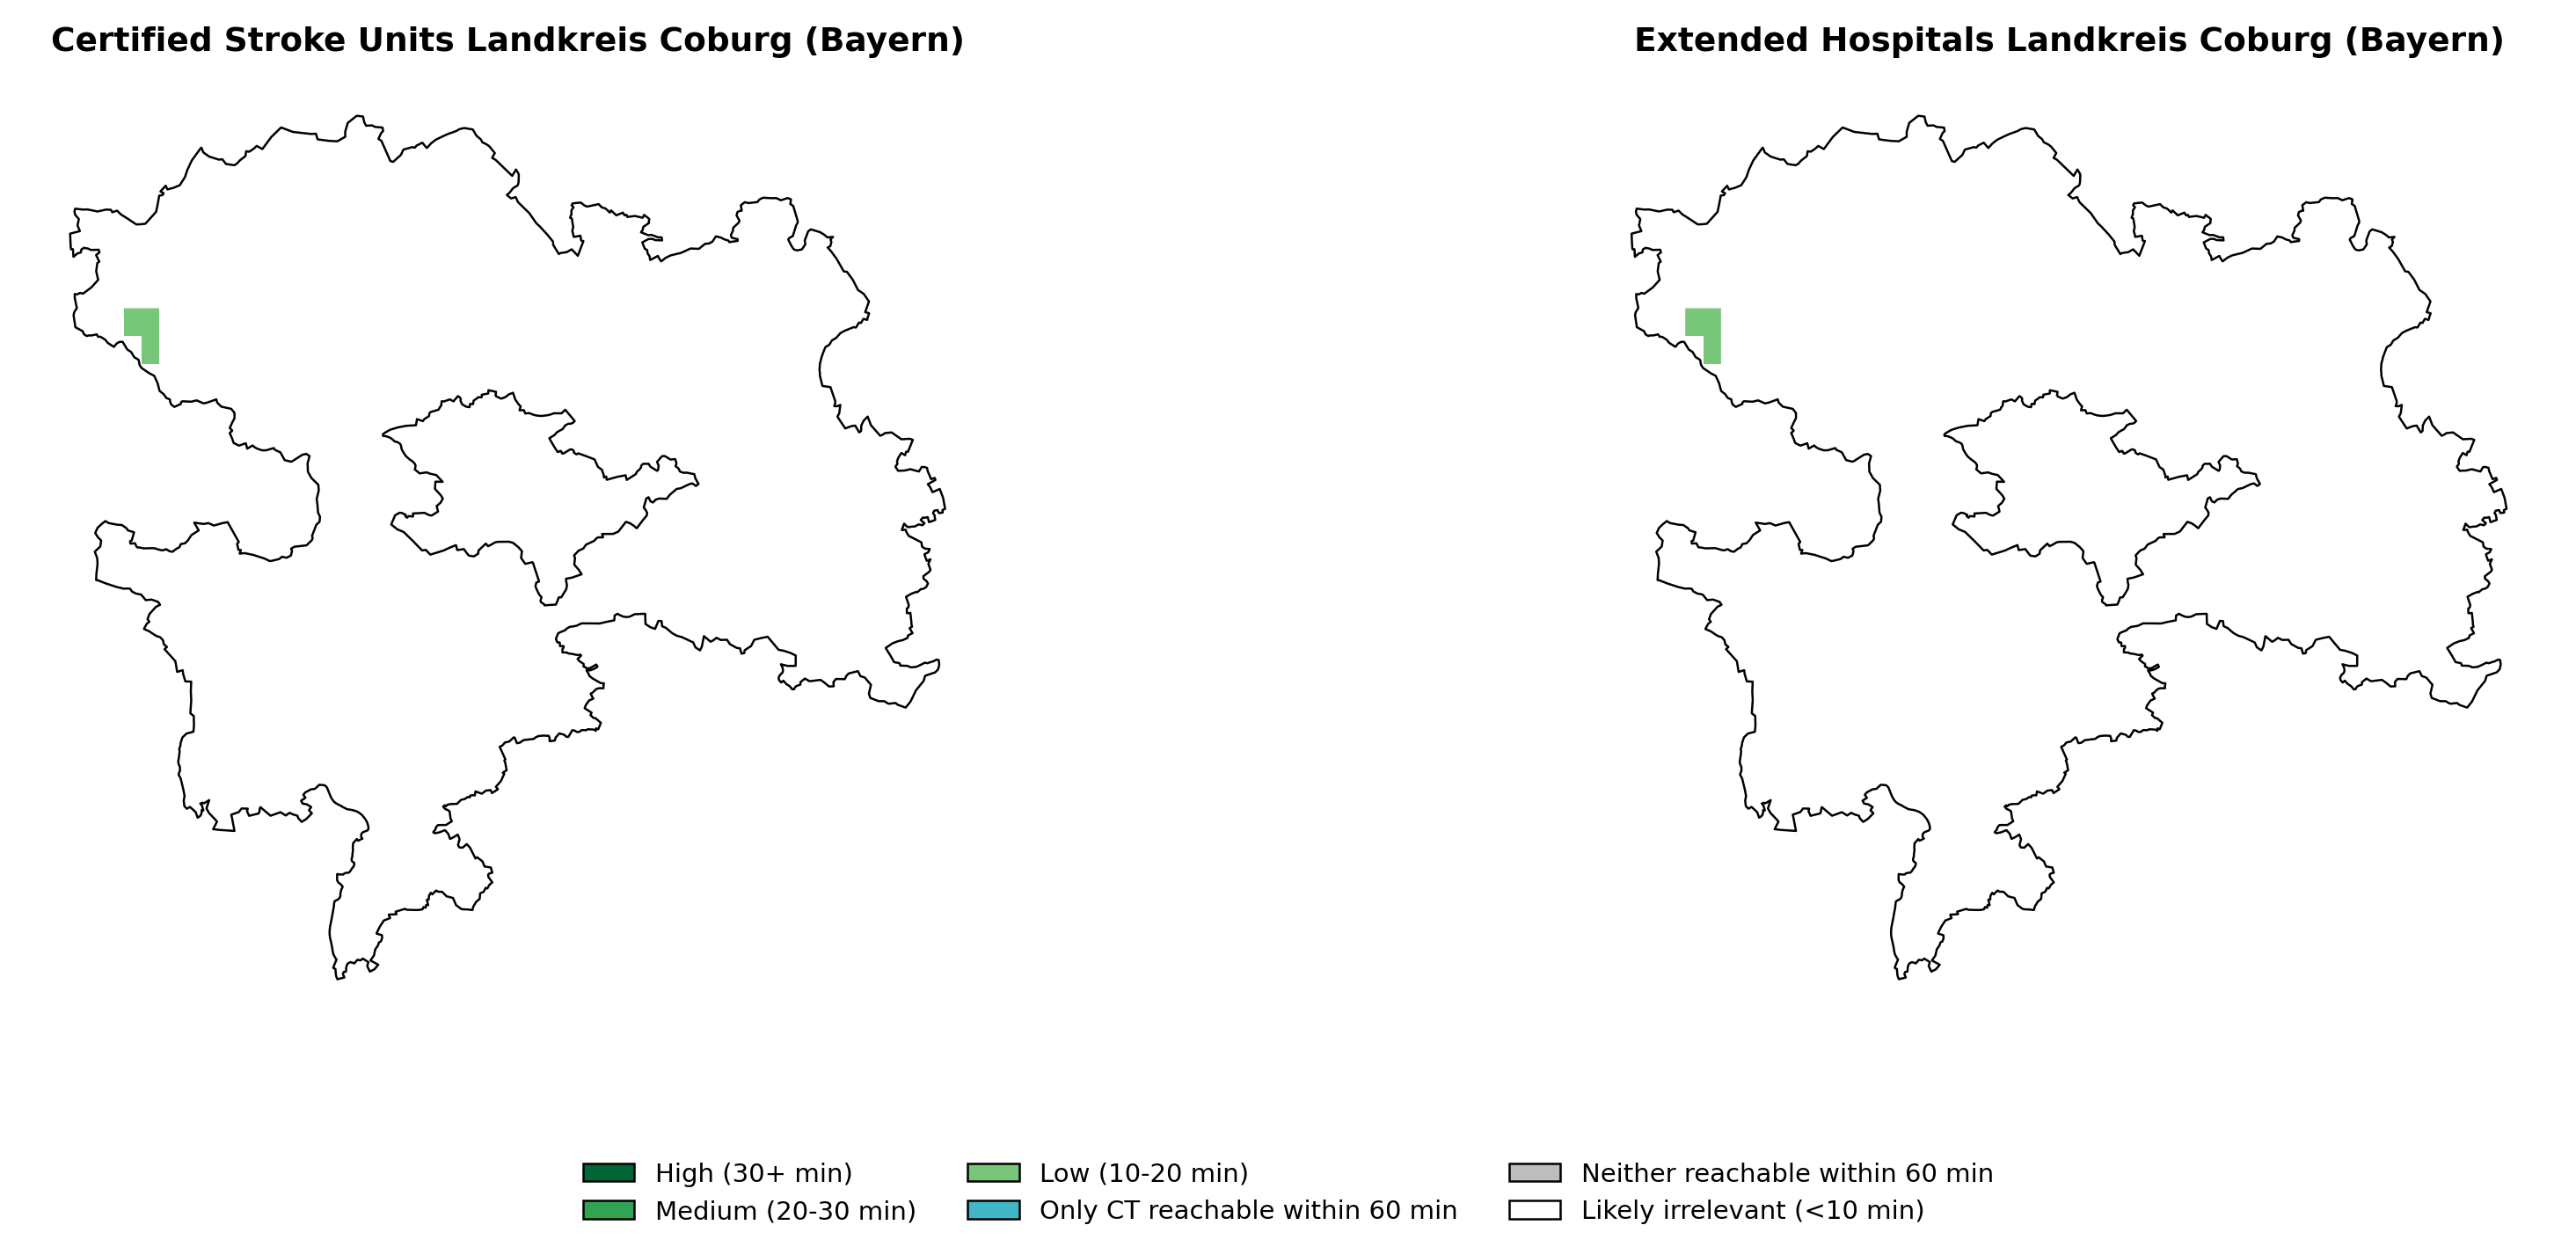 Certified Stroke Units Landkreis Coburg (Bayern)
Extended Hospitals Landkreis Coburg (Bayern)
High (30+ min)
Medium (20-30 min)
Low (10-20 min)
Only CT reachable within 60 min
Neither reachable within 60 min
Likely irrelevant (<10 min)